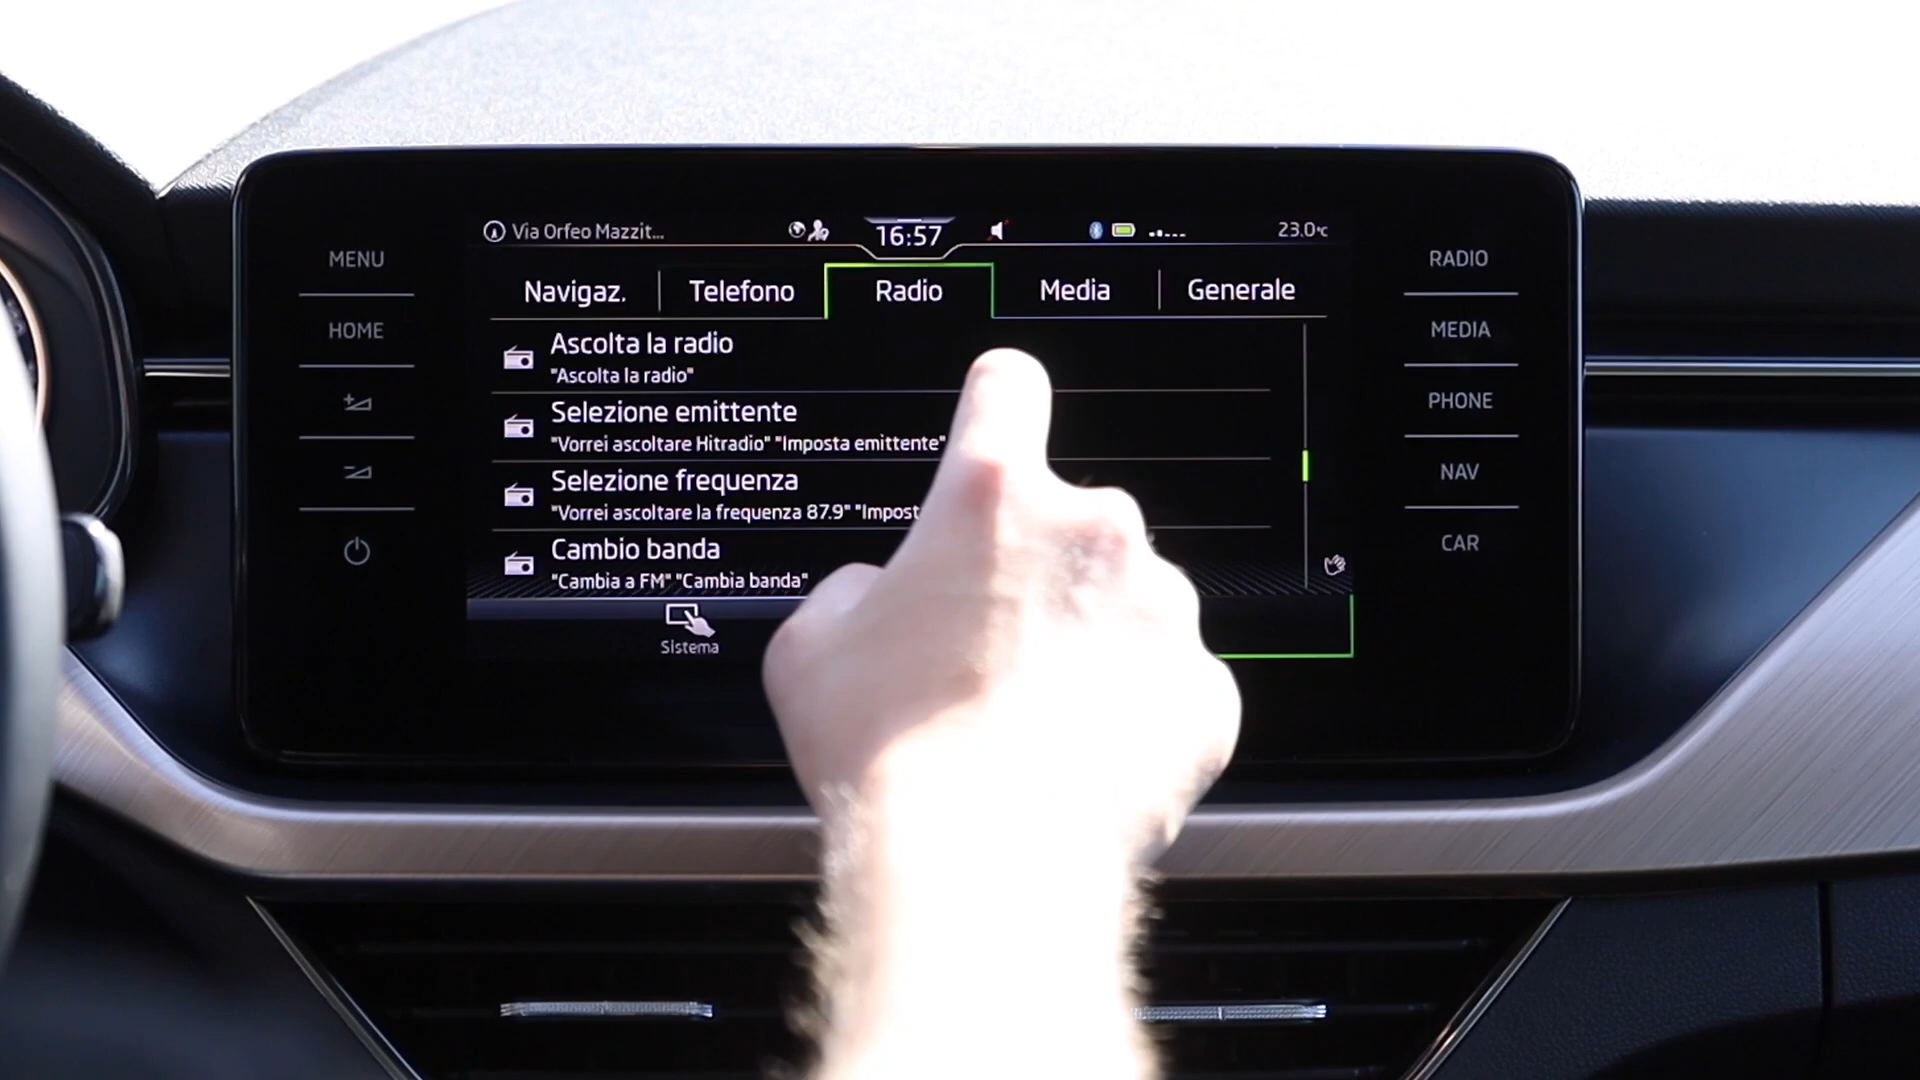 Via Orfeo Mazzit...
16:57
23.0°C
MENU
HOME
RADIO
MEDIA
PHONE
NAV
CAR
Navigaz.
Telefono
Radio
Media
Generale
Ascolta la radio
"Ascolta la radio"
Selezione emittente
"Vorrei ascoltare Hitradio" "Imposta emittente"
Selezione frequenza
"Vorrei ascoltare la frequenza 87.9"
Cambio banda
"Cambia a FM" "Cambia banda"
Sistema